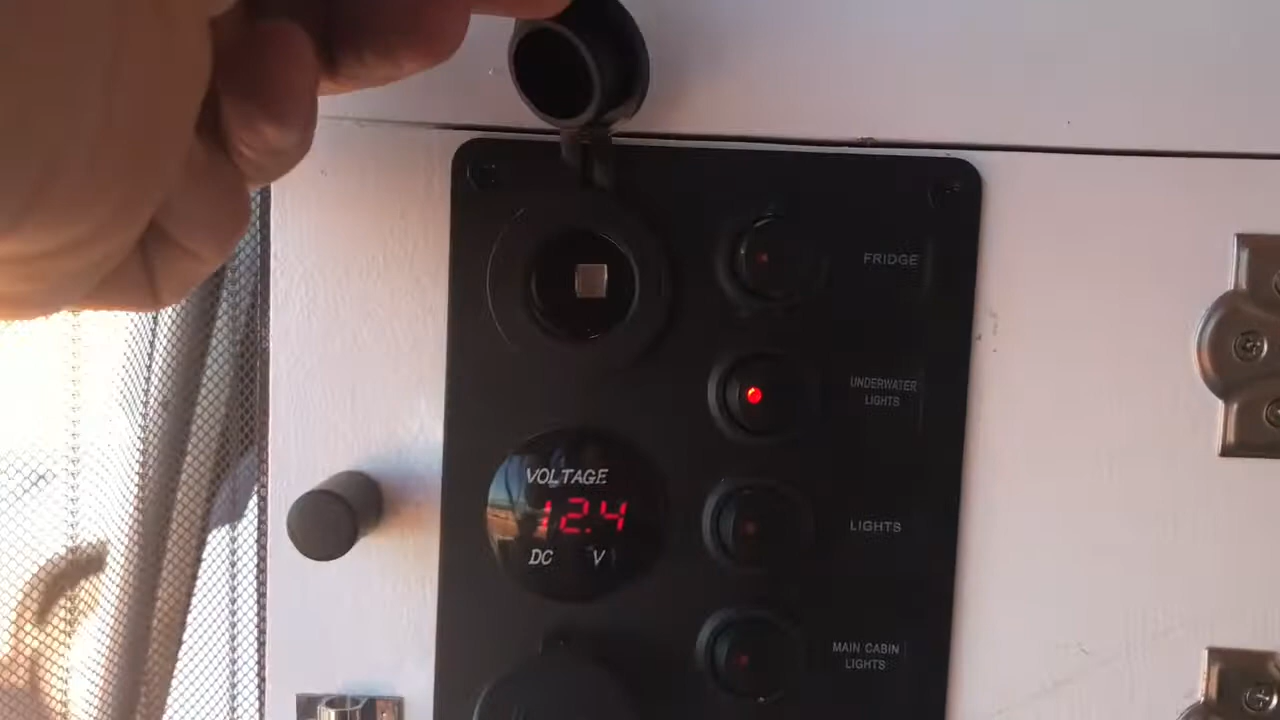 FRIDGE
UNDERWATER
LIGHTS
VOLTAGE
12.4
DC V
LIGHTS
MAIN CABIN
LIGHTS